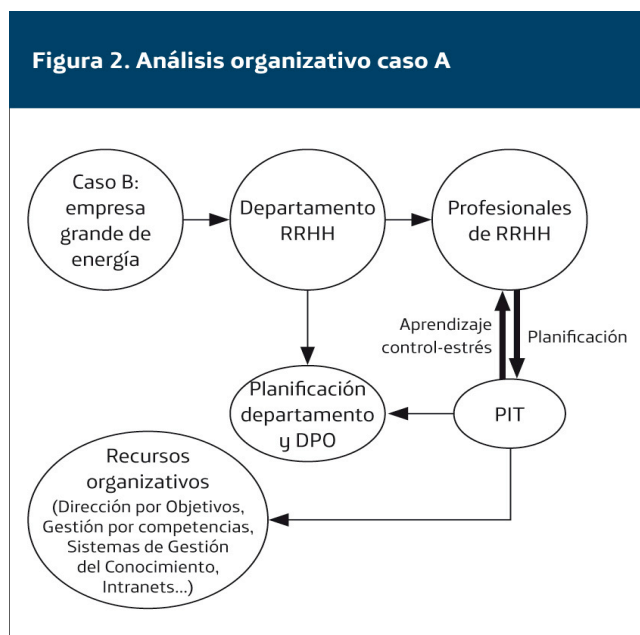 Figura 2. Análisis organizativo caso A
Caso B:
empresa
grande de
energía
Departamento
RRHH
Profesionales
de RRHH
Aprendizaje
control-estrés
Planificación
Planificación
departamento
y DPO
PIT
Recursos
organizativos
(Dirección por Objetivos,
Gestión por competencias,
Sistemas de Gestión
del Conocimiento,
Intranets...)